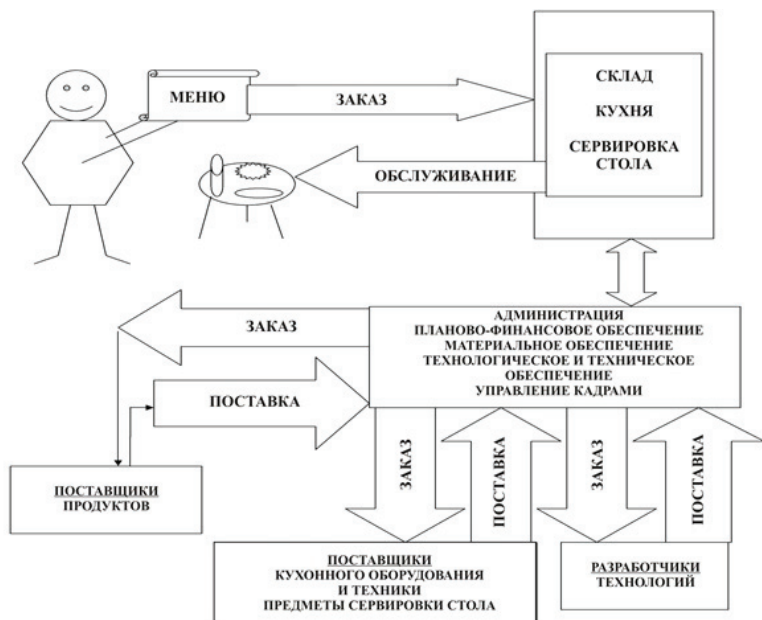 МЕНЮ
ЗАКАЗ
СКЛАД
КУХНЯ
СЕРВИРОВКА
СТОЛА
ОБСЛУЖИВАНИЕ
АДМИНИСТРАЦИЯ
ПЛАНОВО-ФИНАНСОВОЕ ОБЕСПЕЧЕНИЕ
МАТЕРИАЛЬНОЕ ОБЕСПЕЧЕНИЕ
ТЕХНОЛОГИЧЕСКОЕ И ТЕХНИЧЕСКОЕ
ОБЕСПЕЧЕНИЕ
УПРАВЛЕНИЕ КАДРАМИ
ЗАКАЗ
ПОСТАВКА
ЗАКАЗ
ПОСТАВКА
ЗАКАЗ
ПОСТАВКА
ПОСТАВЩИКИ
ПРОДУКТОВ
ПОСТАВЩИКИ
КУХОННОГО ОБОРУДОВАНИЯ
И ТЕХНИКИ
ПРЕДМЕТЫ СЕРВИРОВКИ СТОЛА
РАЗРАБОТЧИКИ
ТЕХНОЛОГИЙ